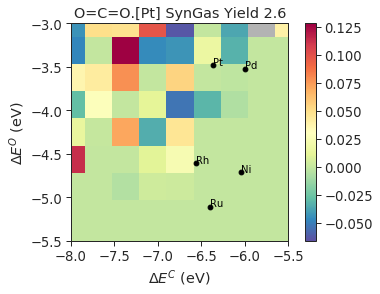 O=C=O.[Pt] SynGas Yield 2.6
−3.0
−3.5
−4.0
−4.5
−5.0
−5.5
ΔE^O (eV)
Pt
Pd
Rh
Ni
Ru
−8.0 −7.5 −7.0 −6.5 −6.0 −5.5
ΔE^C (eV)
0.125
0.100
0.075
0.050
0.025
0.000
−0.025
−0.050